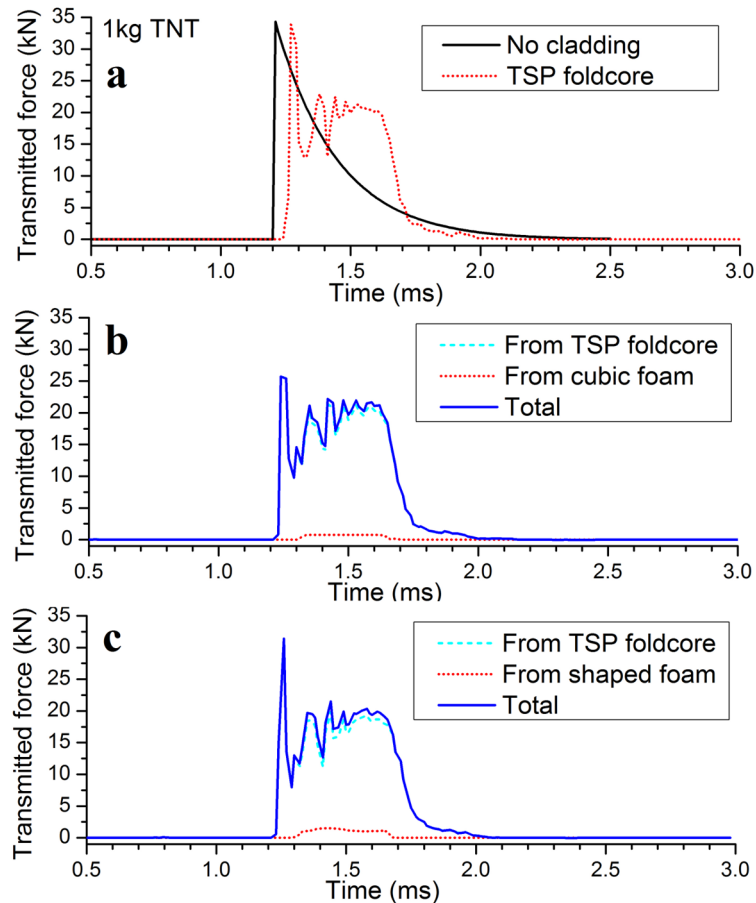 1kg TNT
a
No cladding
TSP foldcore
Transmitted force (kN)
35
30
25
20
15
10
5
0
0.5 1.0 1.5 2.0 2.5 3.0
Time (ms)
b
From TSP foldcore
From cubic foam
Total
Transmitted force (kN)
35
30
25
20
15
10
5
0
0.5 1.0 1.5 2.0 2.5 3.0
Time (ms)
c
From TSP foldcore
From shaped foam
Total
Transmitted force (kN)
35
30
25
20
15
10
5
0
0.5 1.0 1.5 2.0 2.5 3.0
Time (ms)